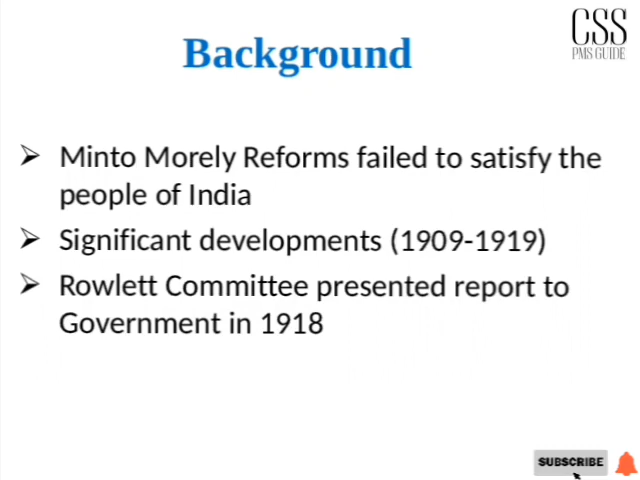 CSS
PMS GUIDE
Background
➢ Minto Morely Reforms failed to satisfy the
people of India
➢ Significant developments (1909-1919)
➢ Rowlett Committee presented report to
Government in 1918
SUBSCRIBE